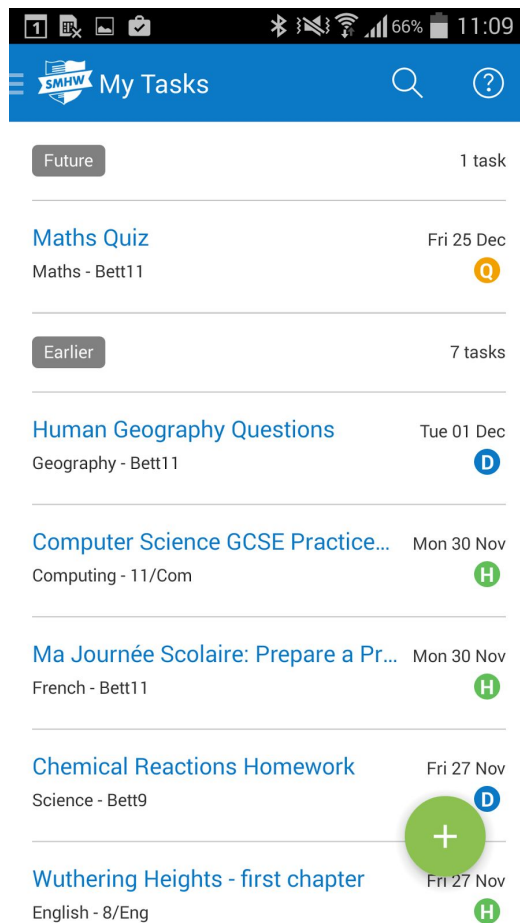 1 66% 11:09
SMHW My Tasks ?
Future 1 task
Maths Quiz Fri 25 Dec
Maths - Bett11 Q
Earlier 7 tasks
Human Geography Questions Tue 01 Dec
Geography - Bett11 D
Computer Science GCSE Practice... Mon 30 Nov
Computing - 11/Com H
Ma Journée Scolaire: Prepare a Pr... Mon 30 Nov
French - Bett11 H
Chemical Reactions Homework Fri 27 Nov
Science - Bett9 D
+
Wuthering Heights - first chapter Fri 27 Nov
English - 8/Eng H